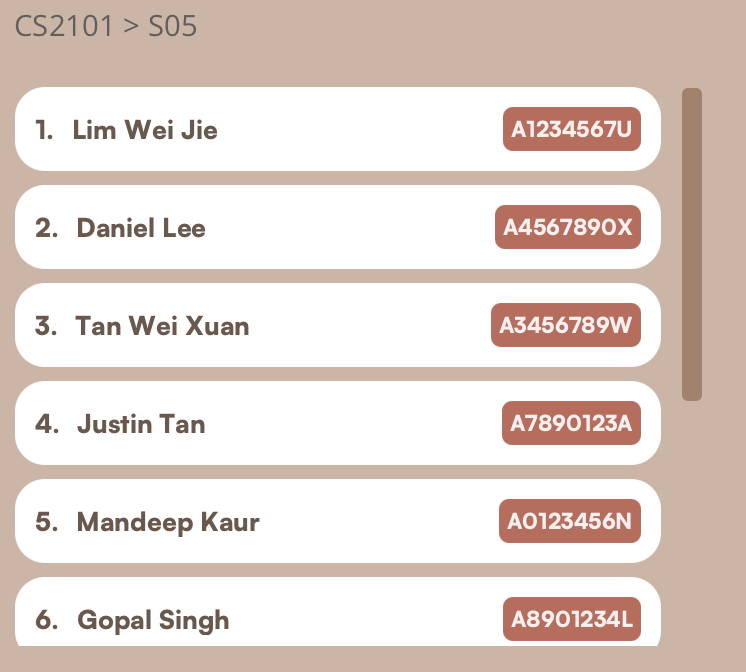 CS2101 > S05
1. Lim Wei Jie A1234567U
2. Daniel Lee A4567890X
3. Tan Wei Xuan A3456789W
4. Justin Tan A7890123A
5. Mandeep Kaur A0123456N
6. Gopal Singh A8901234L